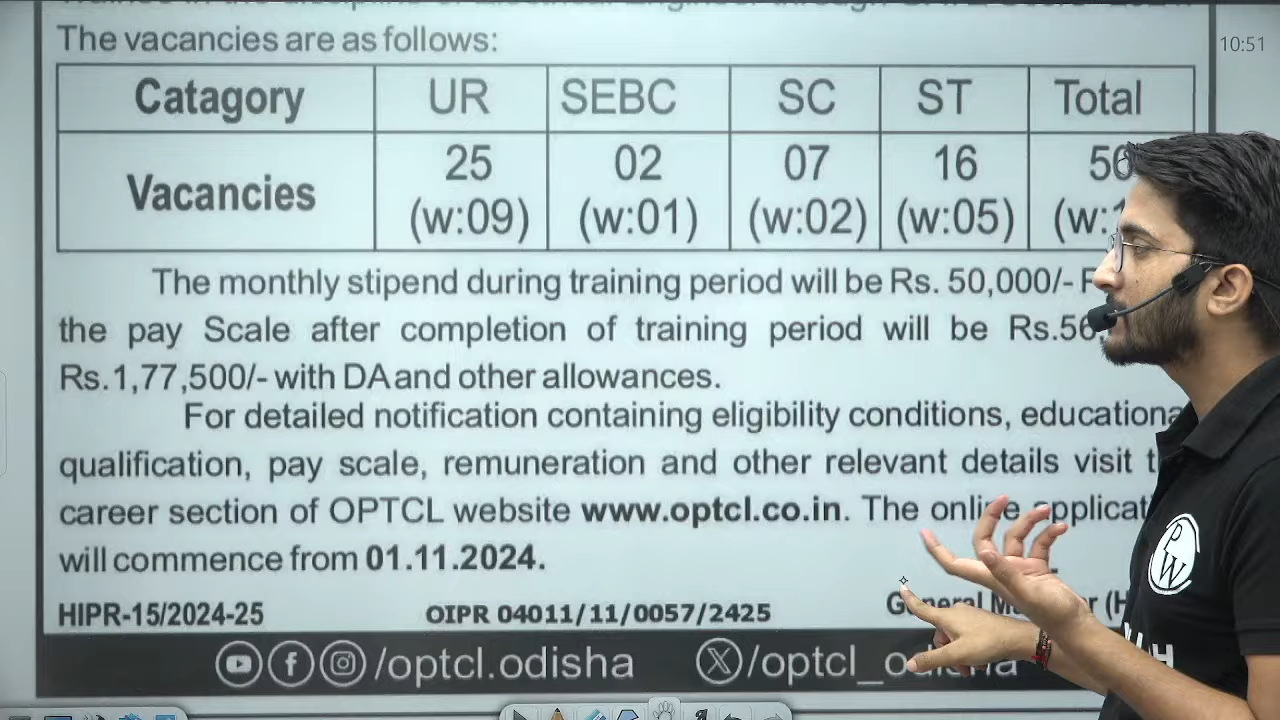 The vacancies are as follows:
10:51
Catagory UR SEBC SC ST Total
Vacancies 25 02 07 16
(w:09) (w:01) (w:02) (w:05)
The monthly stipend during training period will be Rs. 50,000/-
the pay Scale after completion of training period will be
Rs.1,77,500/- with DA and other allowances.
For detailed notification containing eligibility conditions,
qualification, pay scale, remuneration and other relevant details visit
career section of OPTCL website www.optcl.co.in. The online
will commence from 01.11.2024.
HIPR-15/2024-25 OIPR 04011/11/0057/2425 General
/optcl.odisha /optcl_odisha
PW